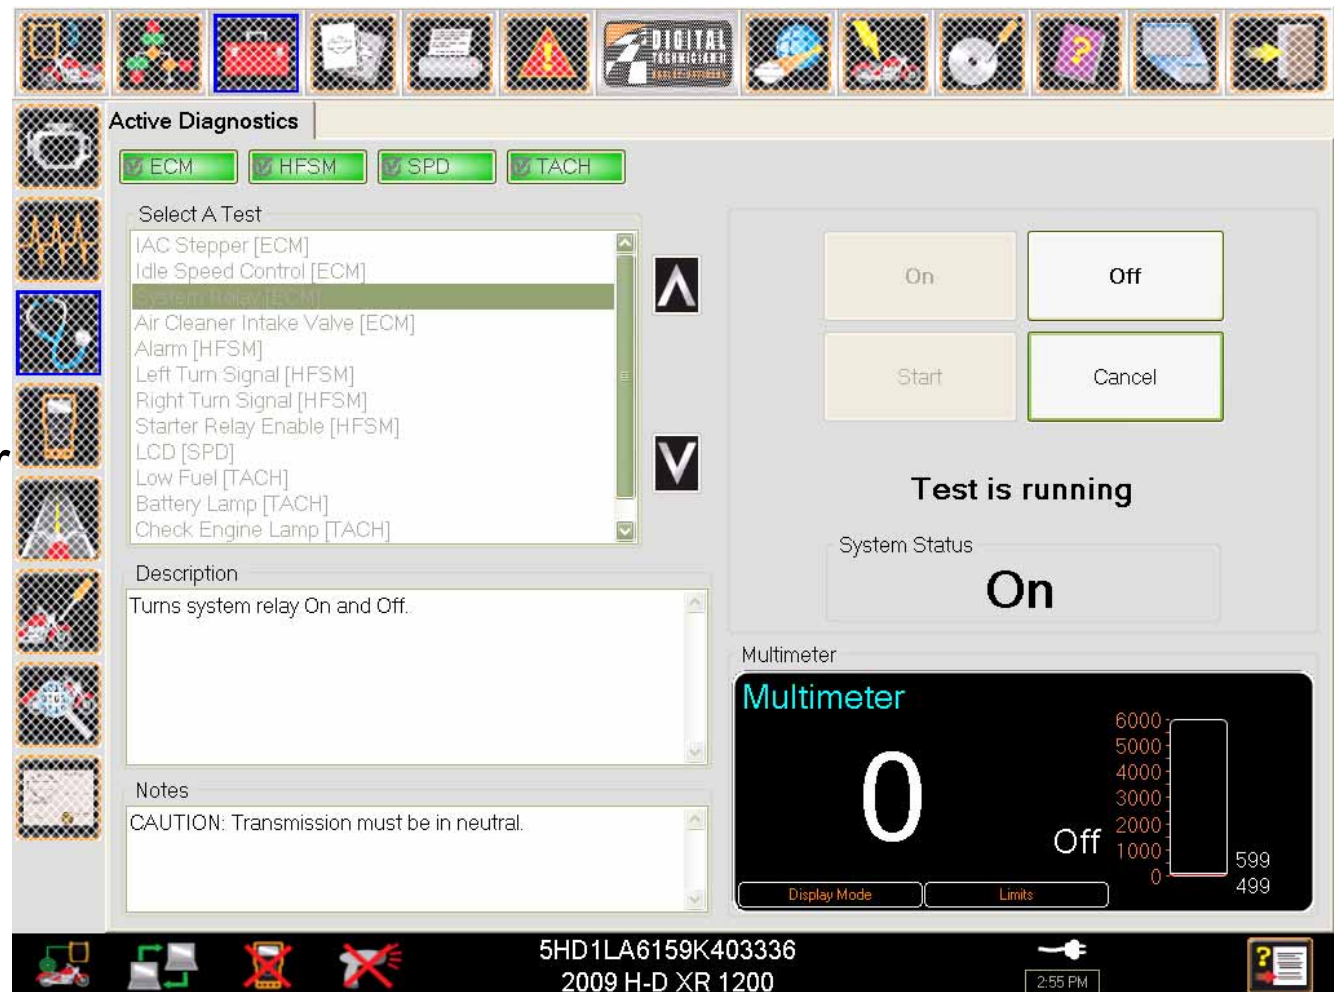 DIGITAL
TECHNICIAN
Active Diagnostics
ECM
HFSM
SPD
TACH
Select A Test
IAC Stepper [ECM]
Idle Speed Control [ECM]
System Relay [ECM]
Air Cleaner Intake Valve [ECM]
Alarm [HFSM]
Left Turn Signal [HFSM]
Right Turn Signal [HFSM]
Starter Relay Enable [HFSM]
LCD [SPD]
Low Fuel [TACH]
Battery Lamp [TACH]
Check Engine Lamp [TACH]
r
Description
Turns system relay On and Off.
Notes
CAUTION: Transmission must be in neutral.
On
Off
Start
Cancel
Test is running
System Status
On
Multimeter
Multimeter
0
Off
6000
5000
4000
3000
2000
1000
0
599
499
Display Mode
Limits
5HD1LA6159K403336
2009 H-D XR 1200
2:55 PM